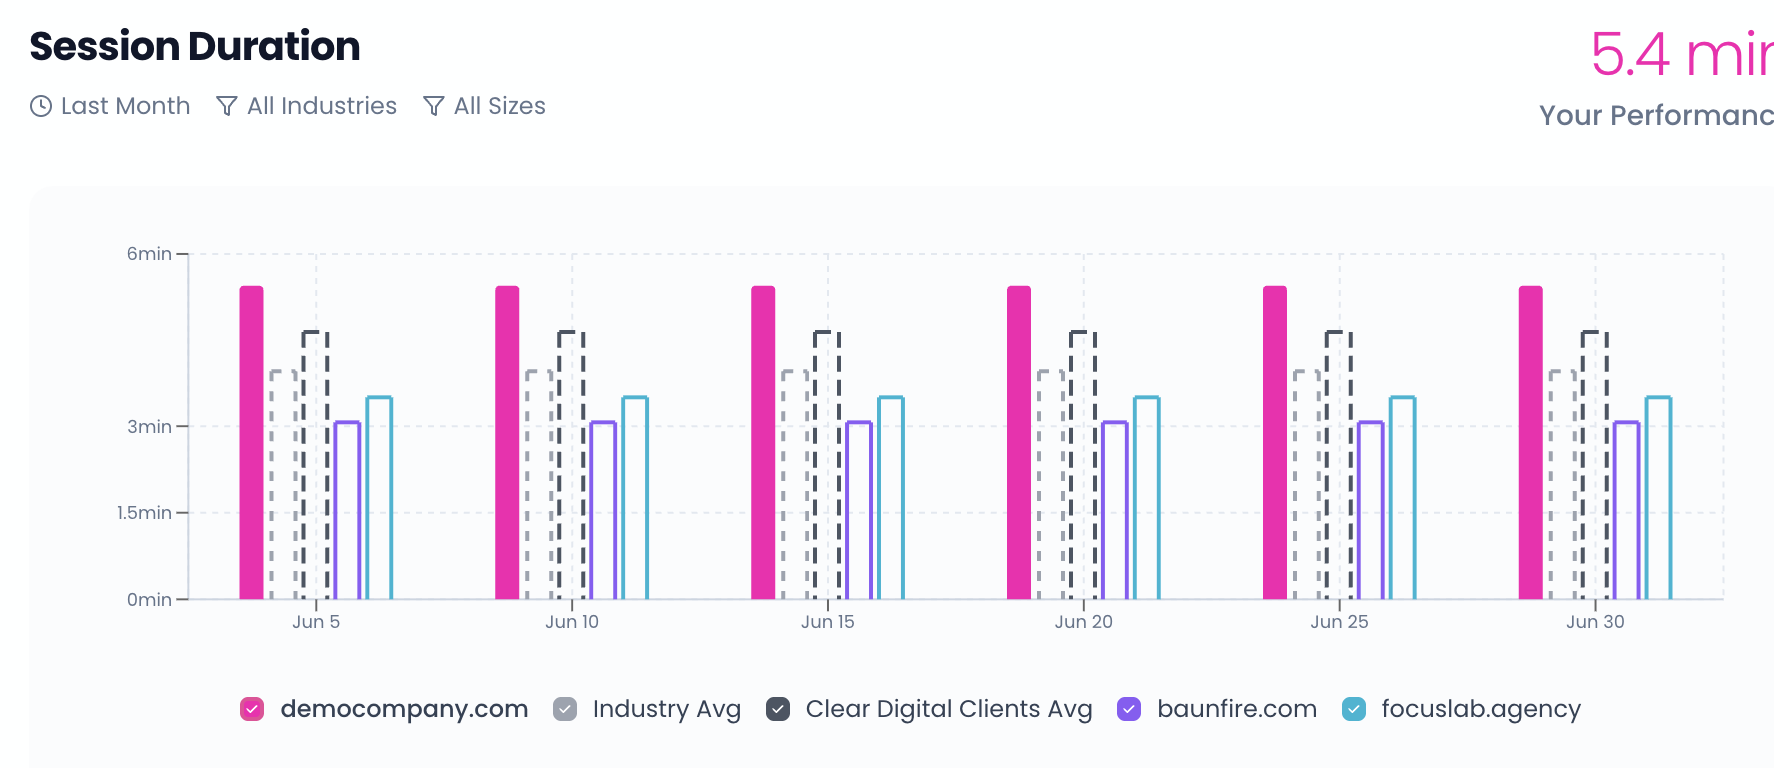 Session Duration
5.4 min
Last Month All Industries All Sizes
Your Performanc
6min
3min
1.5min
0min
Jun 5 Jun 10 Jun 15 Jun 20 Jun 25 Jun 30
democompany.com Industry Avg Clear Digital Clients Avg baunfire.com focuslab.agency